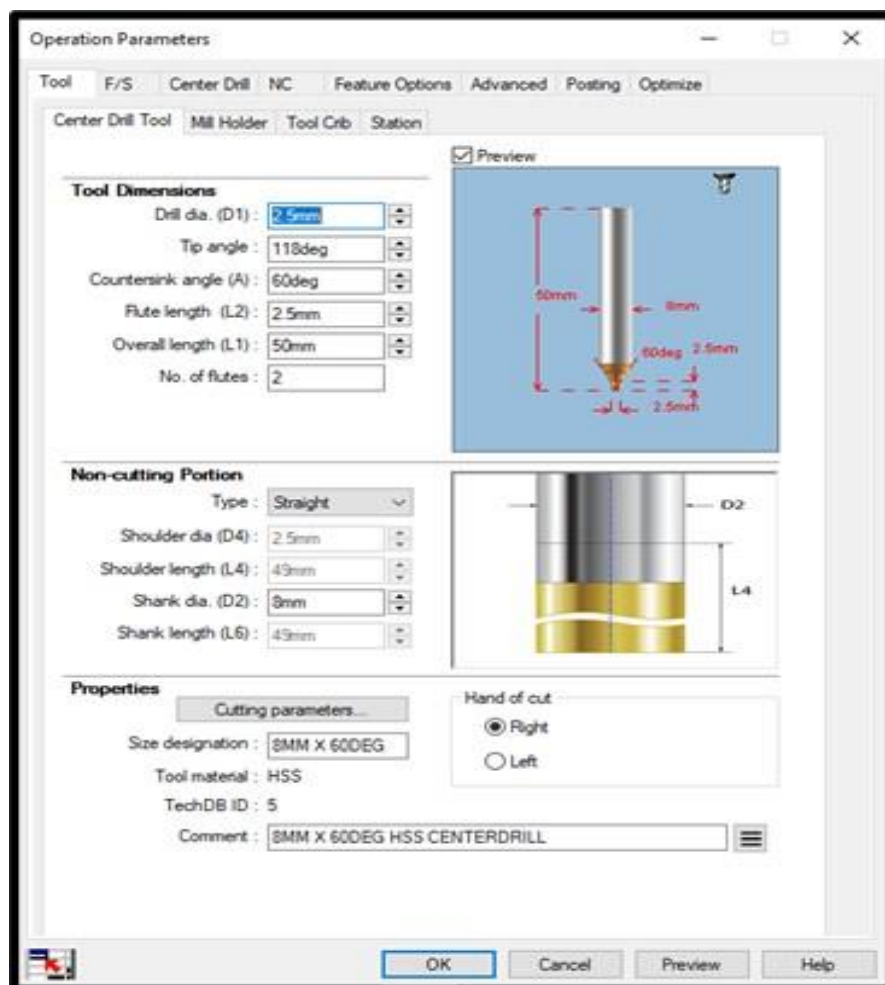 Operation Parameters
Tool F/S Center Drill NC Feature Options Advanced Posting Optimize
Center Drill Tool Mill Holder Tool Crib Station
Preview
Tool Dimensions
Drill dia. (D1) : 2.5mm
Tip angle : 118deg
Countersink angle (A) : 60deg
Flute length (L2) : 2.5mm
Overall length (L1) : 50mm
No. of flutes : 2
50mm
8mm
60deg 2.5mm
2.5mm
Non-cutting Portion
Type : Straight
Shoulder dia (D4) : 2.5mm
Shoulder length (L4) : 49mm
Shank dia. (D2) : 8mm
Shank length (L6) : 49mm
D2
L4
Properties
Cutting parameters...
Size designation : 8MM X 60DEG
Tool material : HSS
TechDB ID : 5
Comment : 8MM X 60DEG HSS CENTERDRILL
Hand of cut
Right
Left
OK Cancel Preview Help